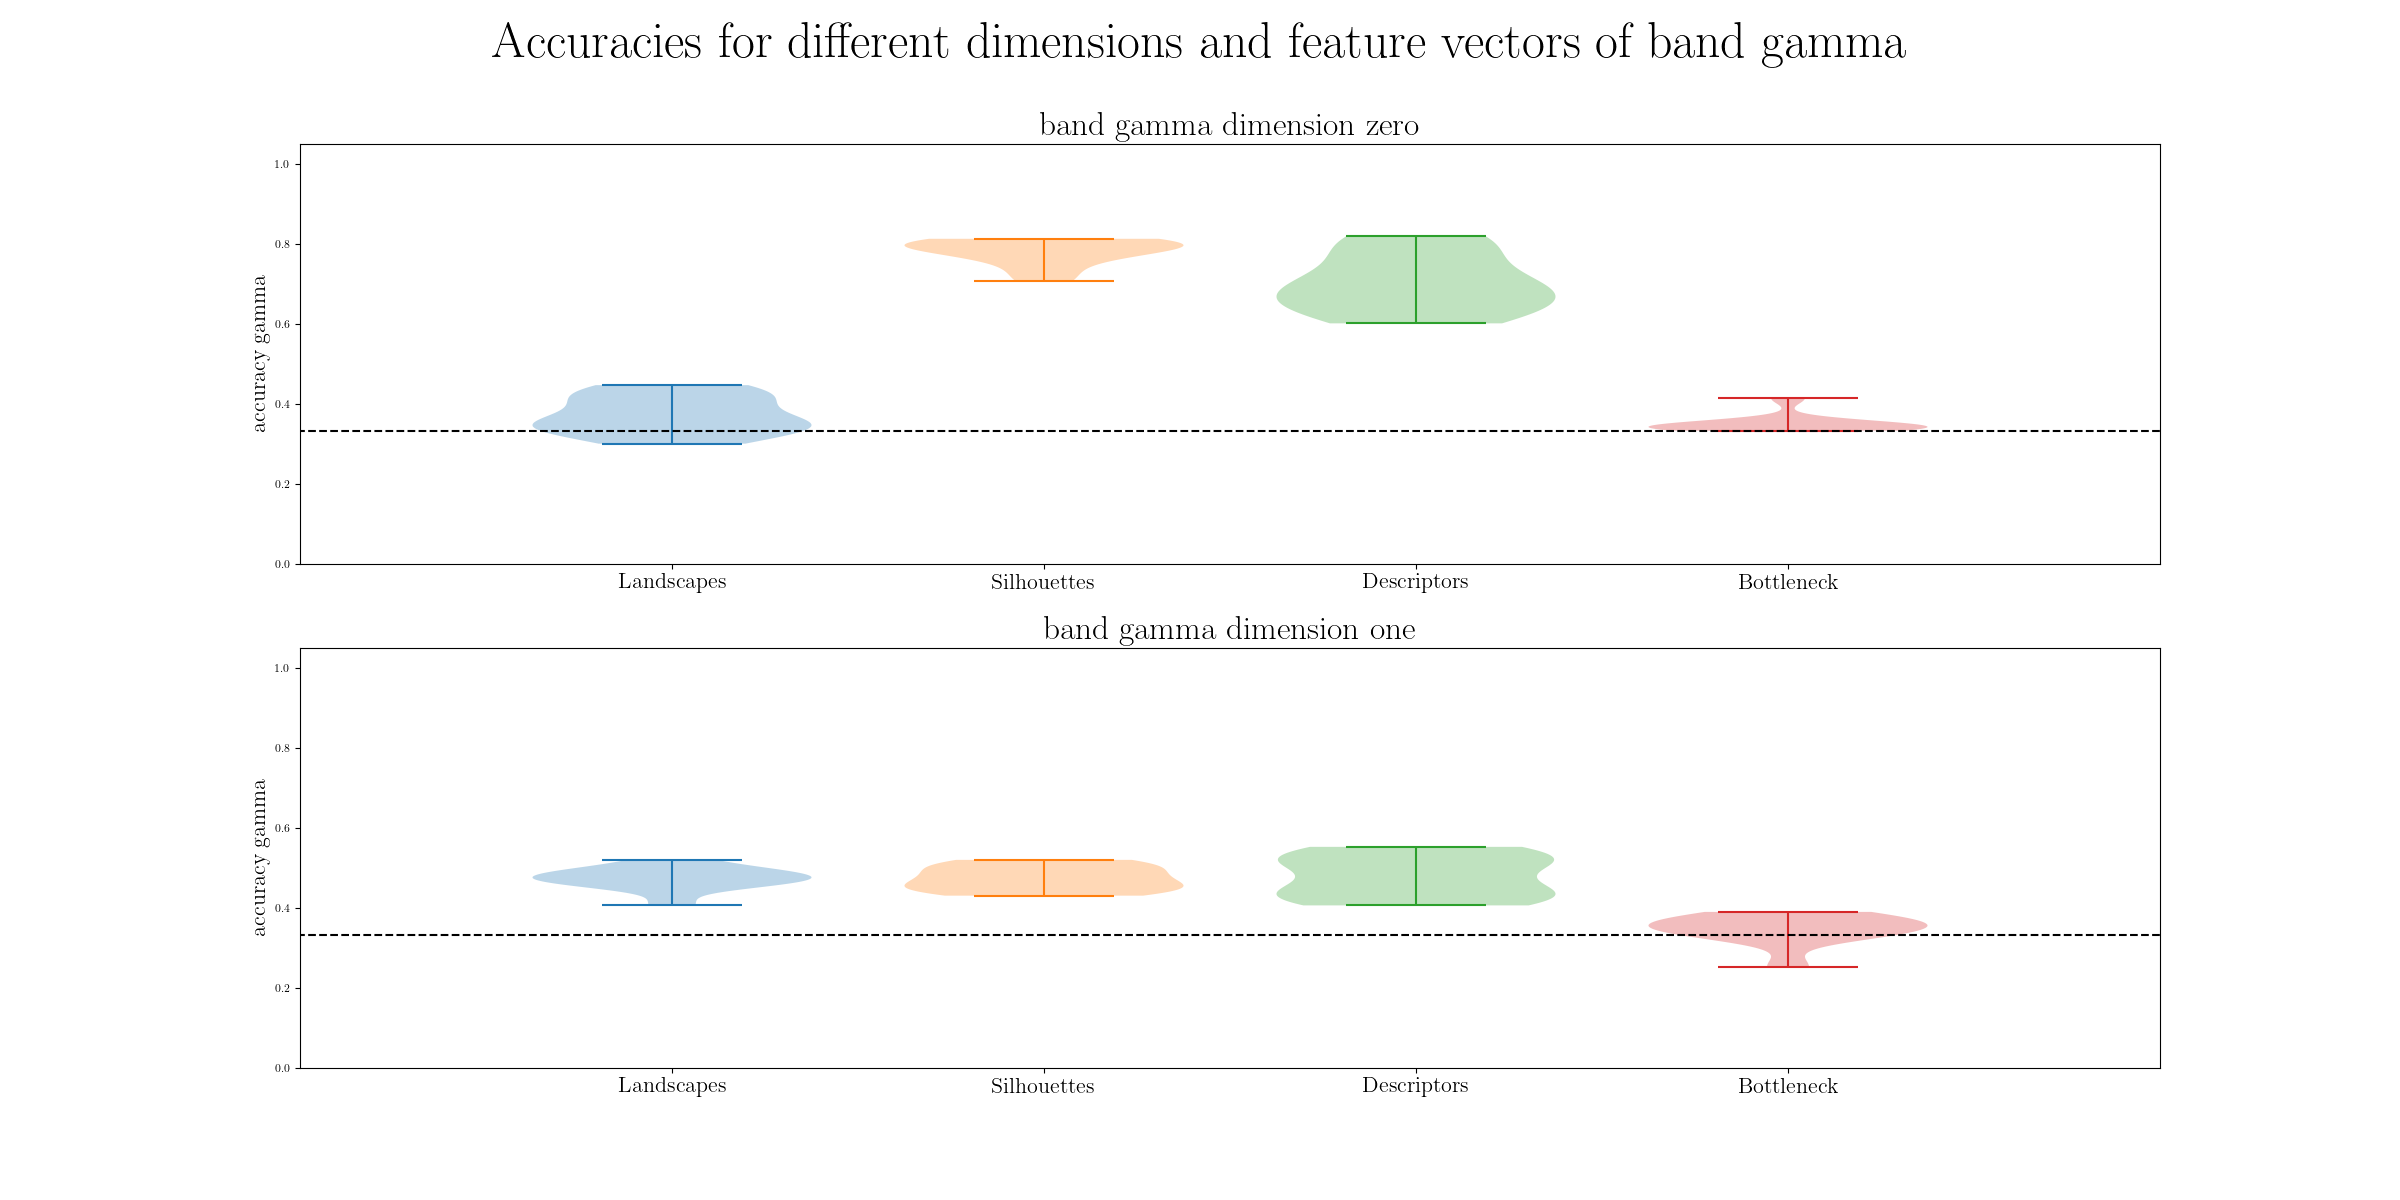 Accuracies for different dimensions and feature vectors of band gamma
band gamma dimension zero
accuracy gamma
1.0
0.8
0.6
0.4
0.2
0.0
Landscapes Silhouettes Descriptors Bottleneck
band gamma dimension one
accuracy gamma
1.0
0.8
0.6
0.4
0.2
0.0
Landscapes Silhouettes Descriptors Bottleneck